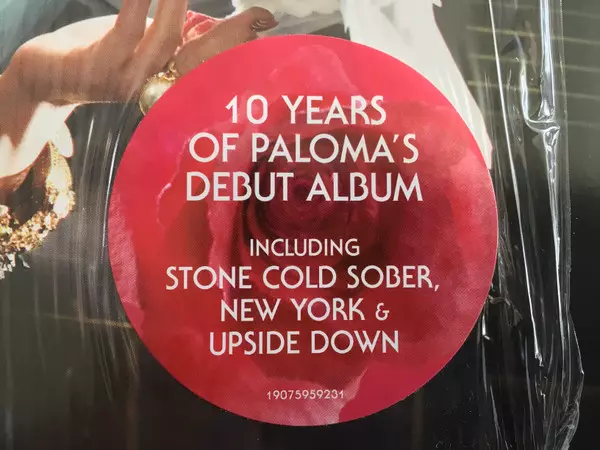 10 YEARS
OF PALOMA'S
DEBUT ALBUM
INCLUDING
STONE COLD SOBER,
NEW YORK &
UPSIDE DOWN
19075959231